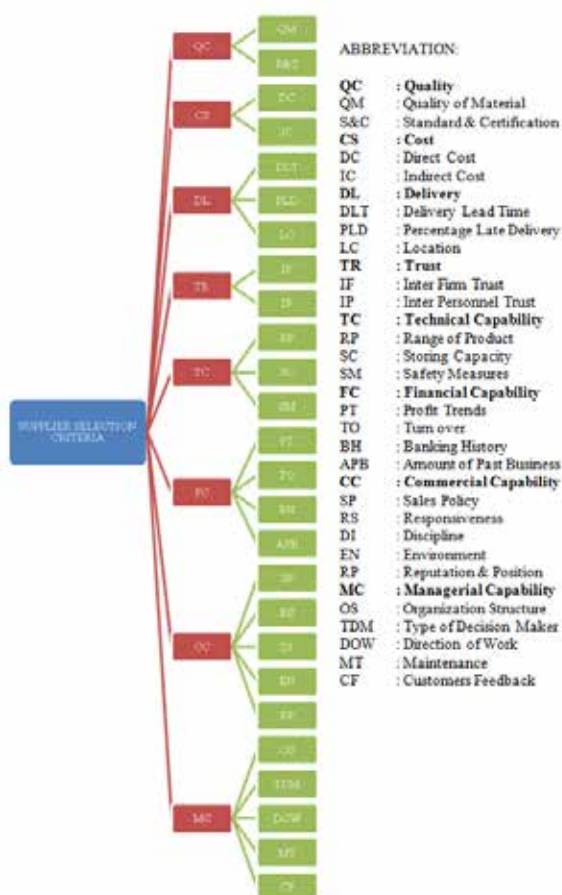 SUPPLIER SELECTION
CRITERIA
QC
CS
DL
TR
TC
FC
CC
MC
QM
S&C
DC
IC
DLT
PLD
LC
IF
IP
RP
SC
SM
PT
TO
BH
APB
SP
RS
DI
EN
RP
OS
TDM
DOW
MT
CF
ABBREVIATION:
QC : Quality
QM : Quality of Material
S&C : Standard & Certification
CS : Cost
DC : Direct Cost
IC : Indirect Cost
DL : Delivery
DLT : Delivery Lead Time
PLD : Percentage Late Delivery
LC : Location
TR : Trust
IF : Inter Firm Trust
IP : Inter Personnel Trust
TC : Technical Capability
RP : Range of Product
SC : Storing Capacity
SM : Safety Measures
FC : Financial Capability
PT : Profit Trends
TO : Turn over
BH : Banking History
APB : Amount of Past Business
CC : Commercial Capability
SP : Sales Policy
RS : Responsiveness
DI : Discipline
EN : Environment
RP : Reputation & Position
MC : Managerial Capability
OS : Organization Structure
TDM : Type of Decision Maker
DOW : Direction of Work
MT : Maintenance
CF : Customers Feedback